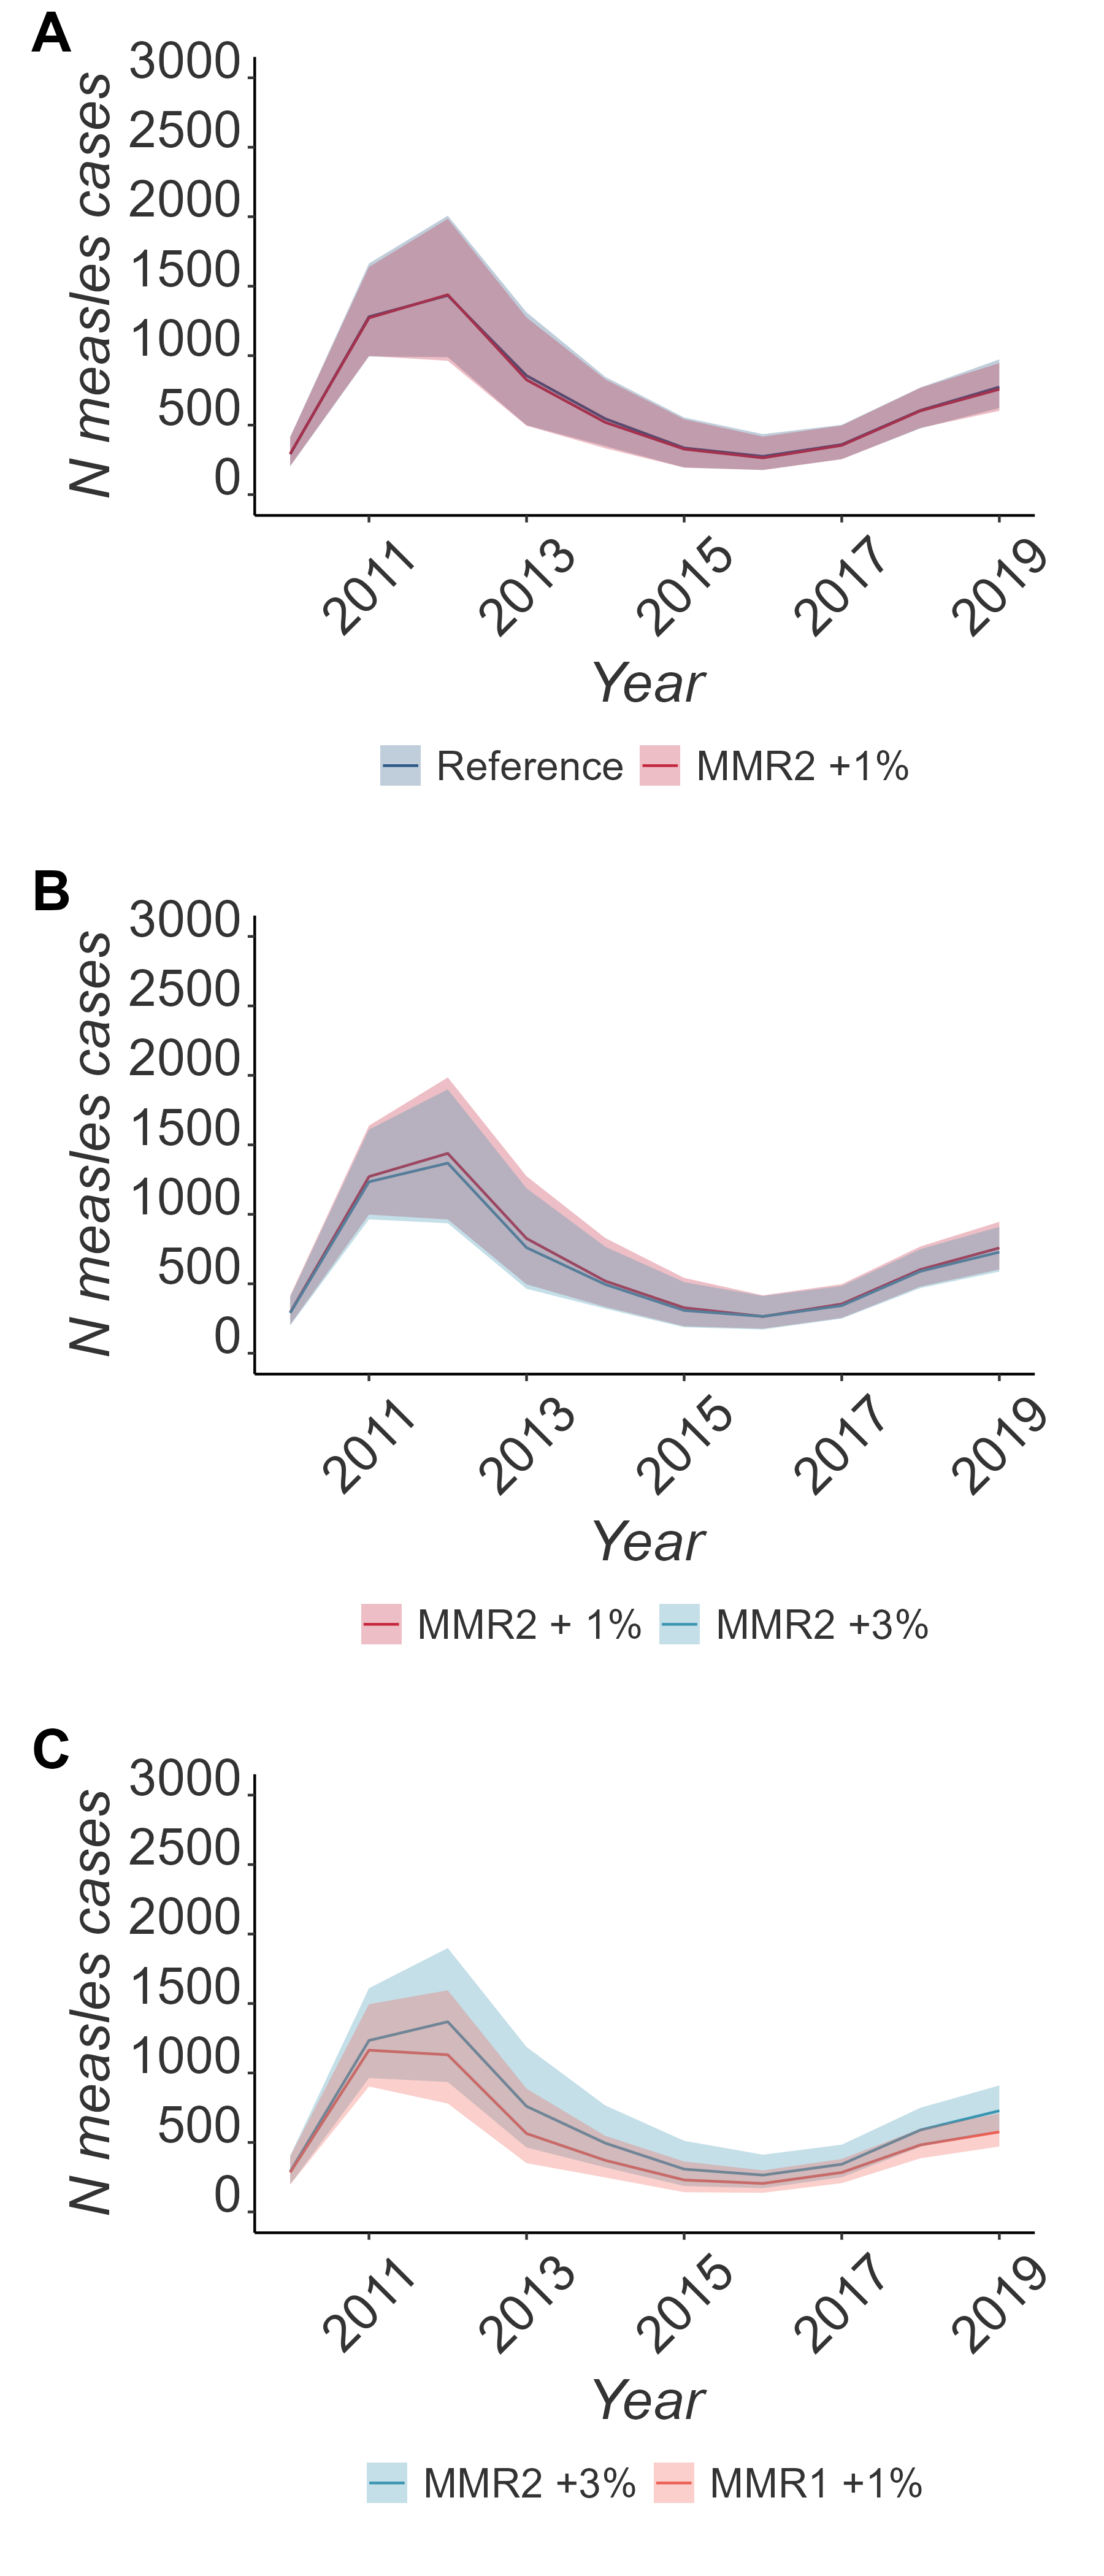 A
N measles cases
3000
2500
2000
1500
1000
500
0
2011 2013 2015 2017 2019
Year
Reference MMR2 +1%
B
N measles cases
3000
2500
2000
1500
1000
500
0
2011 2013 2015 2017 2019
Year
MMR2 + 1% MMR2 +3%
C
N measles cases
3000
2500
2000
1500
1000
500
0
2011 2013 2015 2017 2019
Year
MMR2 +3% MMR1 +1%